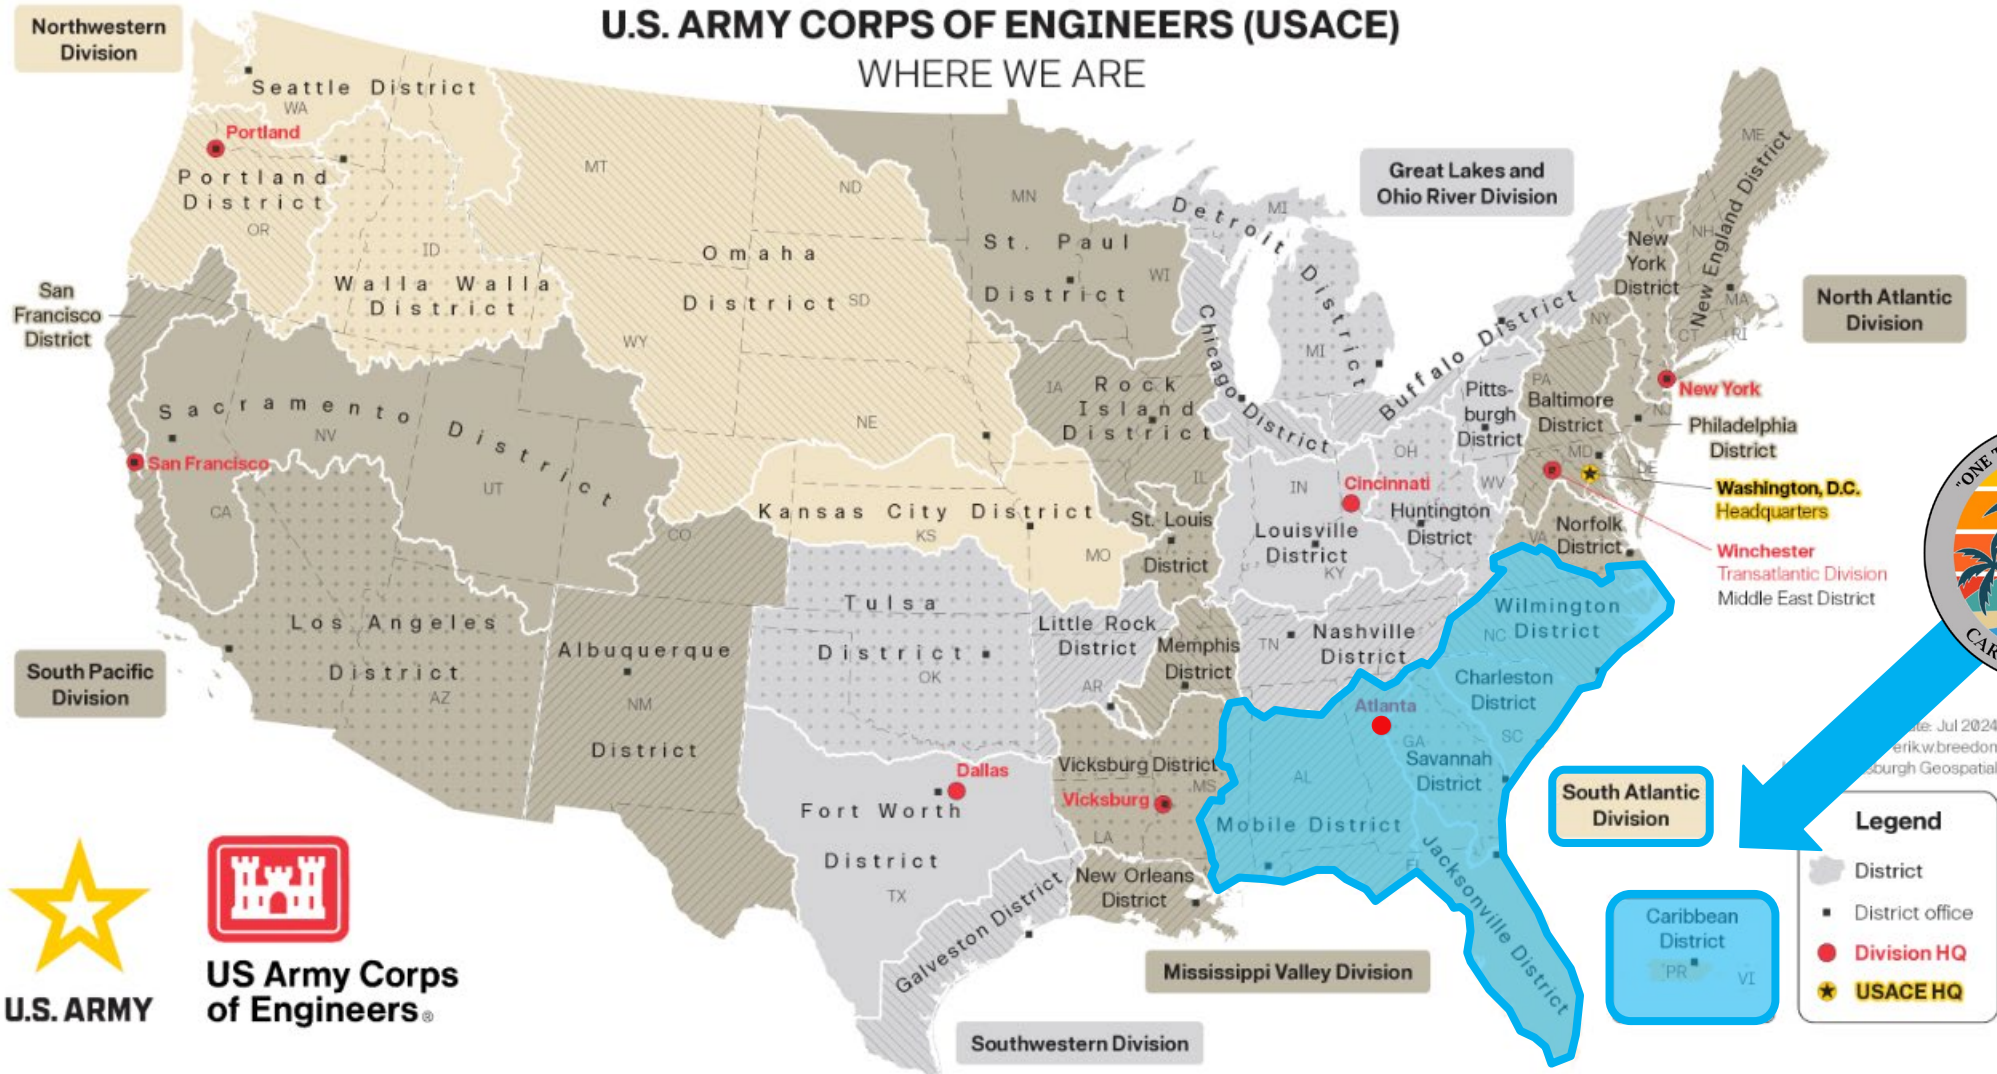 U.S. ARMY CORPS OF ENGINEERS (USACE)
WHERE WE ARE
Northwestern
Division
Seattle District
WA
Portland
Portland
District
OR
ID
Walla Walla
District
MT
ND
Omaha
District
SD
WY
NE
MN
St. Paul
District
WI
Great Lakes and
Ohio River Division
Detroit District
MI
MI
Chicago District
Buffalo District
ME
VT
NH
New England District
New
York
District
MA
CT
RI
NY
North Atlantic
Division
San
Francisco
District
Sacramento District
NV
UT
CA
CO
San Francisco
IA
Rock
Island
District
IL
Kansas City District
KS
MO
St. Louis
District
IN
OH
WV
Cincinnati
Louisville
District
KY
Huntington
District
Pitts-
burgh
District
PA
Baltimore
District
MD
DE
NJ
New York
Philadelphia
District
Washington, D.C.
Headquarters
VA
Norfolk
District
Winchester
Transatlantic Division
Middle East District
"ONE T
CAR
South Pacific
Division
Los Angeles
District
AZ
Albuquerque
NM
District
Tulsa
District
OK
Little Rock
District
AR
Memphis
District
TN
Nashville
District
Wilmington
NC District
Charleston
District
SC
Atlanta
GA
Savannah
District
AL
Mobile District
FL
Jacksonville District
Vicksburg District
MS
Vicksburg
LA
New Orleans
District
Dallas
Fort Worth
District
TX
Galveston District
Mississippi Valley Division
Southwestern Division
South Atlantic
Division
Caribbean
District
PR
VI
te: Jul 2024
erik.w.breedon
burgh Geospatial
Legend
District
District office
Division HQ
USACE HQ
U.S. ARMY
US Army Corps
of Engineers®